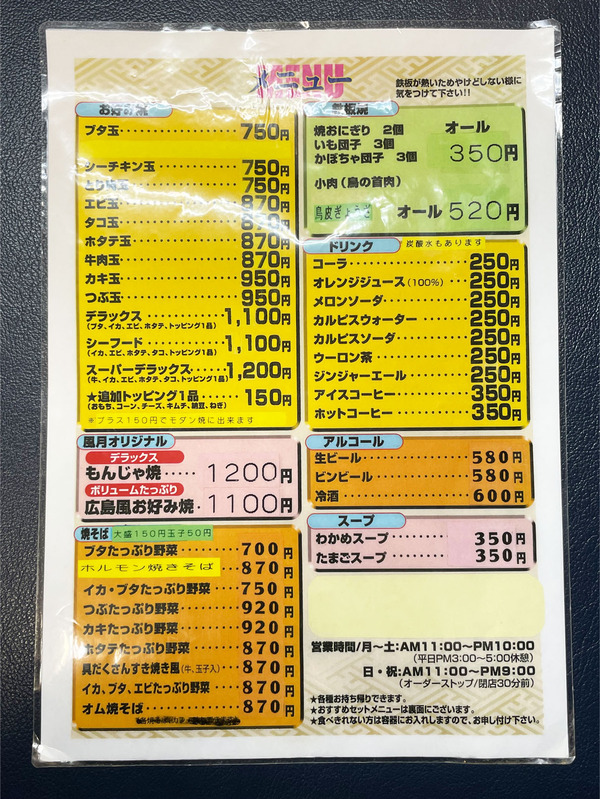 メニュー
MENU
鉄板が熱いためやけどしない様に
気をつけて下さい!!
お好み焼
ブタ玉 750円
シーチキン玉 750円
750円
エビ玉 870円
タコ玉 870円
ホタテ玉 870円
牛肉玉 870円
カキ玉 950円
つぶ玉 950円
デラックス 1,100円
(ブタ、イカ、エビ、ホタテ、トッピング1品)
シーフード 1,100円
(イカ、エビ、ホタテ、タコ、トッピング1品)
スーパーデラックス 1,200円
(牛、イカ、エビ、ホタテ、タコ、トッピング1品)
★追加トッピング1品 150円
(おもち、コーン、チーズ、キムチ、納豆、ねぎ)
※プラス150円でモダン焼に出来ます
風月オリジナル
デラックス
もんじゃ焼 1200円
ボリュームたっぷり
広島風お好み焼 1100円
焼そば 大盛150円玉子50円
ブタたっぷり野菜 700円
ホルモン焼きそば 870円
イカ・ブタたっぷり野菜 750円
つぶたっぷり野菜 920円
カキたっぷり野菜 920円
ホタテたっぷり野菜 870円
具だくさんすき焼き風(牛、玉子入) 870円
イカ、ブタ、エビたっぷり野菜 870円
オム焼そば 870円
鉄板焼
焼おにぎり 2個 オール
いも団子 3個 350円
かぼちゃ団子 3個
小肉(鳥の首肉)
鳥皮ぎょうざ オール 520円
ドリンク 炭酸水もあります
コーラ 250円
オレンジジュース(100%) 250円
メロンソーダ 250円
カルピスウォーター 250円
カルピスソーダ 250円
ウーロン茶 250円
ジンジャーエール 250円
アイスコーヒー 350円
ホットコーヒー 350円
アルコール
生ビール 580円
ビンビール 580円
冷酒 600円
スープ
わかめスープ 350円
たまごスープ 350円
営業時間/月〜土:AM11:00〜PM10:00
(平日PM3:00〜5:00休憩)
日・祝:AM11:00〜PM9:00
(オーダーストップ/閉店30分前)
★各種お持ち帰りできます。
★おすすめセットメニューは裏面にございます。
★食べきれない方は容器にお入れしますので、お申し付け下さい。